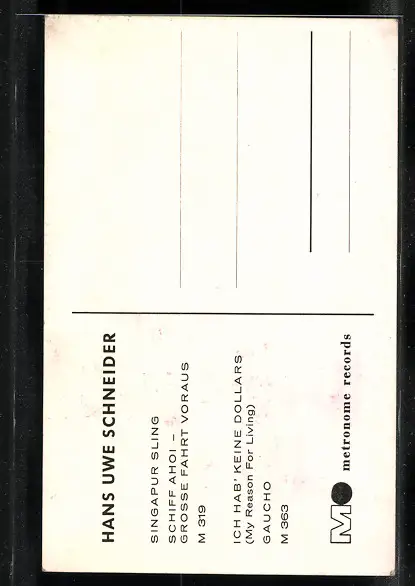 HANS UWE SCHNEIDER
SINGAPUR SLING
SCHIFF AHOI –
GROSSE FAHRT VORAUS
M 319
ICH HAB' KEINE DOLLARS
(My Reason For Living)
GAUCHO
M 363
metronome records